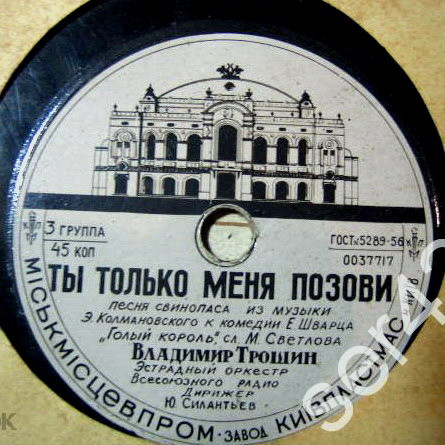 3 ГРУППА
45 КОП
ГОСТ 5289-56
0037717
ТЫ ТОЛЬКО МЕНЯ ПОЗОВИ
ПЕСНЯ СВИНОПАСА ИЗ МУЗЫКИ
Э. КОЛМАНОВСКОГО К КОМЕДИИ Е. ШВАРЦА
„ГОЛЫЙ КОРОЛЬ“ СЛ. М. СВЕТЛОВА
ВЛАДИМИР ТРОШИН
ЭСТРАДНЫЙ ОРКЕСТР
ВСЕСОЮЗНОГО РАДИО
ДИРИЖЕР
Ю. СИЛАНТЬЕВ
МІСЬКМІСЦЕВПРОМ - ЗАВОД КИЇВПЛАСТМАС
gor42